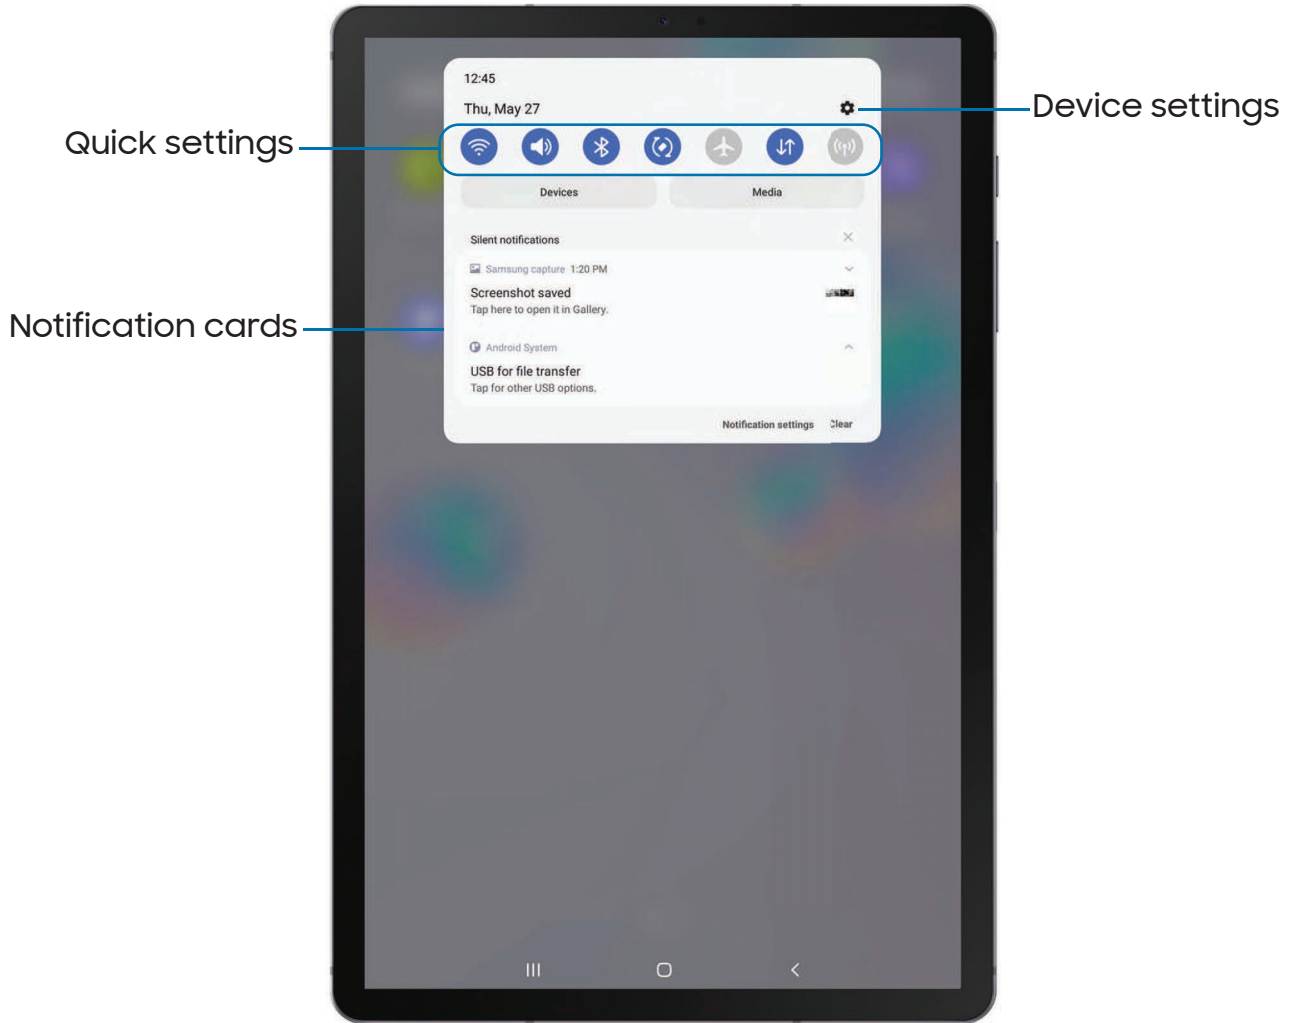 12:45
Thu, May 27
Device settings
Quick settings
Devices
Media
Silent notifications
Samsung capture 1:20 PM
Screenshot saved
Tap here to open it in Gallery.
Notification cards
Android System
USB for file transfer
Tap for other USB options.
Notification settings Clear